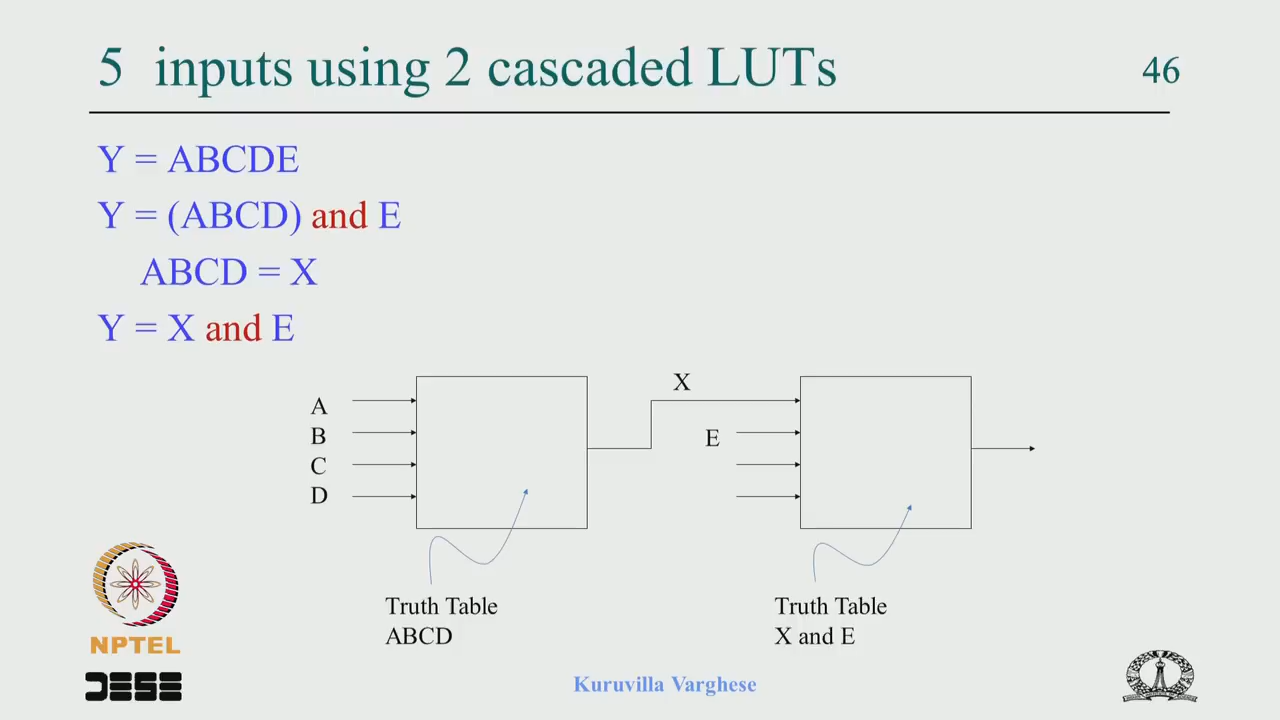 5 inputs using 2 cascaded LUTs
46
Y = ABCDE
Y = (ABCD) and E
ABCD = X
Y = X and E
X
A
B
C
D
E
Truth Table
ABCD
Truth Table
X and E
NPTEL
DESE
Kuruvilla Varghese